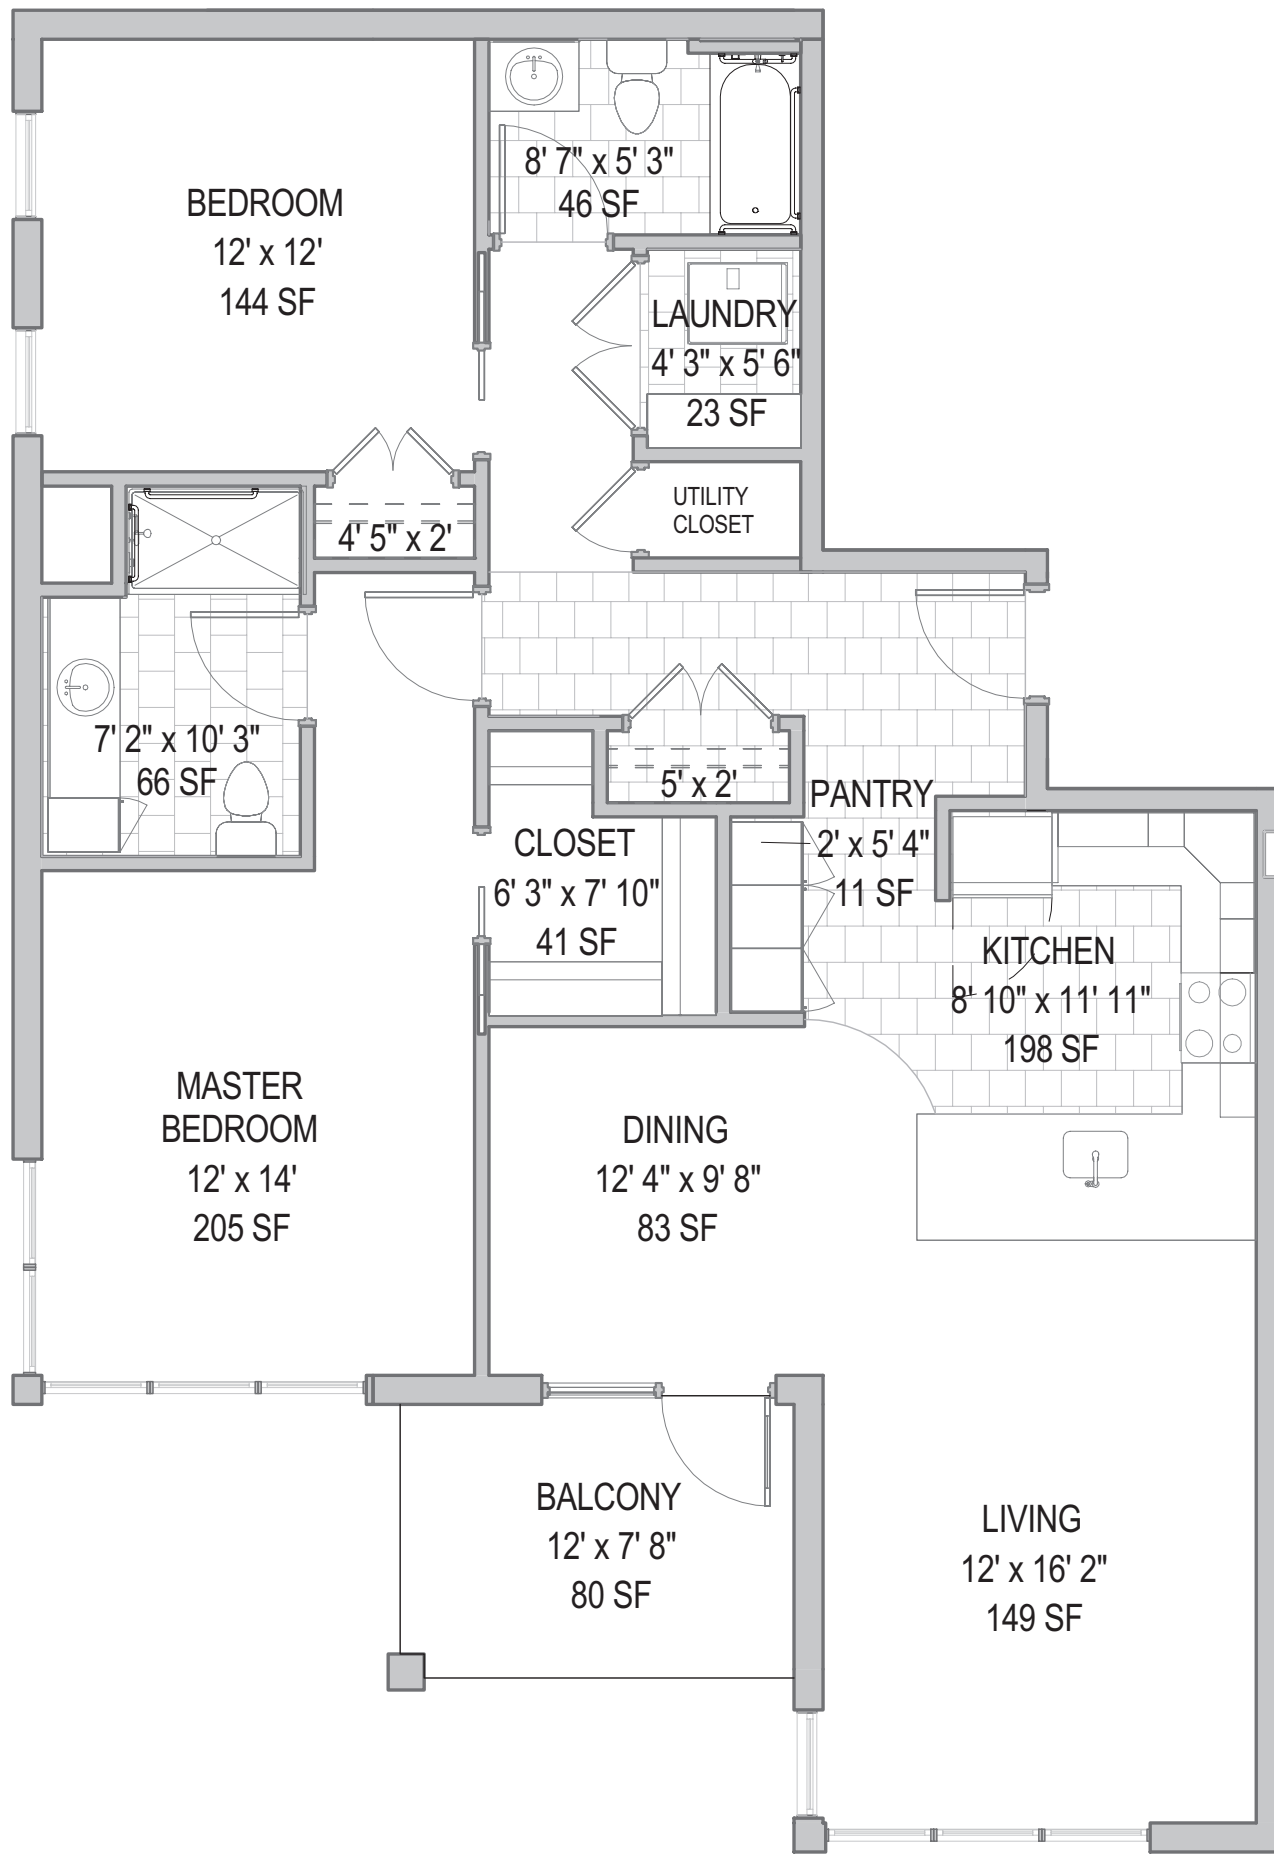 8' 7" x 5' 3"
46 SF
BEDROOM
12' x 12'
144 SF
LAUNDRY
4' 3" x 5' 6"
23 SF
UTILITY
CLOSET
4' 5" x 2'
7' 2" x 10' 3"
66 SF
5' x 2'
PANTRY
2' x 5' 4"
11 SF
CLOSET
6' 3" x 7' 10"
41 SF
KITCHEN
8' 10" x 11' 11"
198 SF
MASTER
BEDROOM
12' x 14'
205 SF
DINING
12' 4" x 9' 8"
83 SF
BALCONY
12' x 7' 8"
80 SF
LIVING
12' x 16' 2"
149 SF